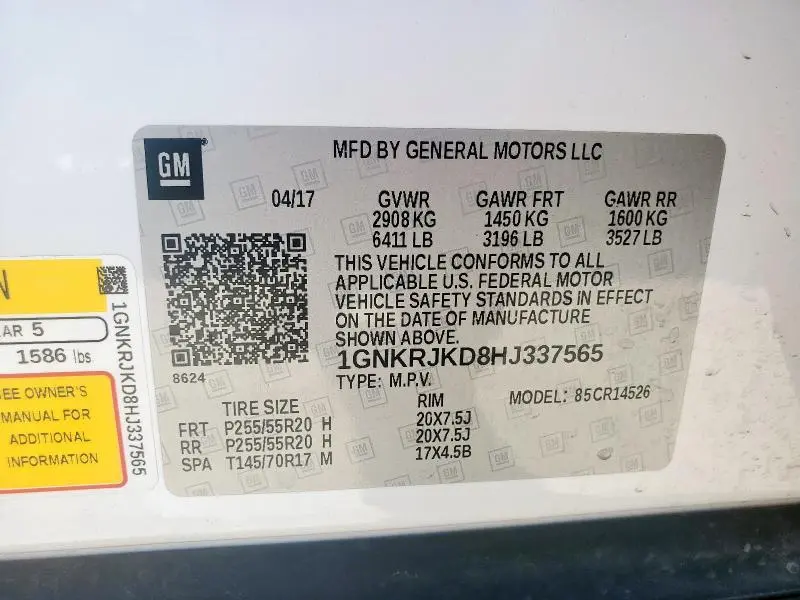 GM
MFD BY GENERAL MOTORS LLC
04/17 GVWR GAWR FRT GAWR RR
2908 KG 1450 KG 1600 KG
6411 LB 3196 LB 3527 LB
THIS VEHICLE CONFORMS TO ALL
APPLICABLE U.S. FEDERAL MOTOR
VEHICLE SAFETY STANDARDS IN EFFECT
ON THE DATE OF MANUFACTURE
SHOWN ABOVE.
1GNKRJKD8HJ337565
8624
TYPE: M.P.V. MODEL: 85CR14526
TIRE SIZE RIM
FRT P255/55R20 H 20X7.5J
RR P255/55R20 H 20X7.5J
SPA T145/70R17 M 17X4.5B
N
AR 5
1586 lbs
EE OWNER'S
MANUAL FOR
ADDITIONAL
INFORMATION
1GNKRJKD8HJ337565